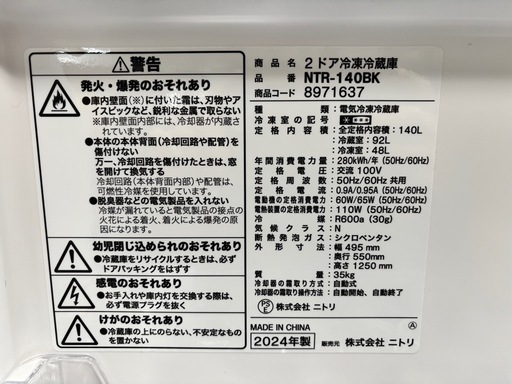 警告
発火・爆発のおそれあり
●庫内壁面(※)に付いた霜は、刃物やアイスピックなど、鋭利な金属で取らない
※庫内壁面内部には、冷却器が内蔵されています。
●本体の本体背面(冷却回路や配管)を傷付けない
万一、冷却回路を傷付けたときは、窓を開けて換気する
冷却回路(本体背面内部)や配管は、可燃性冷媒を使用しています。
●脱臭器などの電気製品を入れない
冷媒が漏れていると電気製品の接点の火花による着火、着火による爆発の原因になります。
幼児閉じ込められのおそれあり
●冷蔵庫をリサイクルするときは、必ずドアパッキングをはずす
感電のおそれあり
●お手入れや庫内灯を交換する際は、必ず電源プラグを抜く
けがのおそれあり
●冷蔵庫の上にのらない、不安定なものを置かない
品名 2ドア冷凍冷蔵庫
品番 NTR-140BK
商品コード 8971637
種類:電気冷凍冷蔵庫
冷凍室の記号:
定格内容積:全定格内容積:140L
:冷蔵室:92L
:冷凍室:48L
年間消費電力量:280kWh/年 (50Hz/60Hz)
定格電圧:交流100V
定格周波数:50Hz/60Hz 共用
定格電流:0.9A/0.95A (50Hz/60Hz)
電動機の定格消費電力:60W/65W (50Hz/60Hz)
電熱装置の定格消費電力:110W (50Hz/60Hz)
冷媒:R600a (30g)
気候クラス:N
断熱発泡ガス:シクロペンタン
外形寸法:幅 495 mm
:奥行 550mm
:高さ 1250 mm
質量:35kg
冷却器の霜取り方式:自動式
冷却器の霜取り操作方法:自動開始、自動終了
PS E 株式会社 ニトリ
MADE IN CHINA
Ⓐ
2024年製
販売元 株式会社 ニトリ